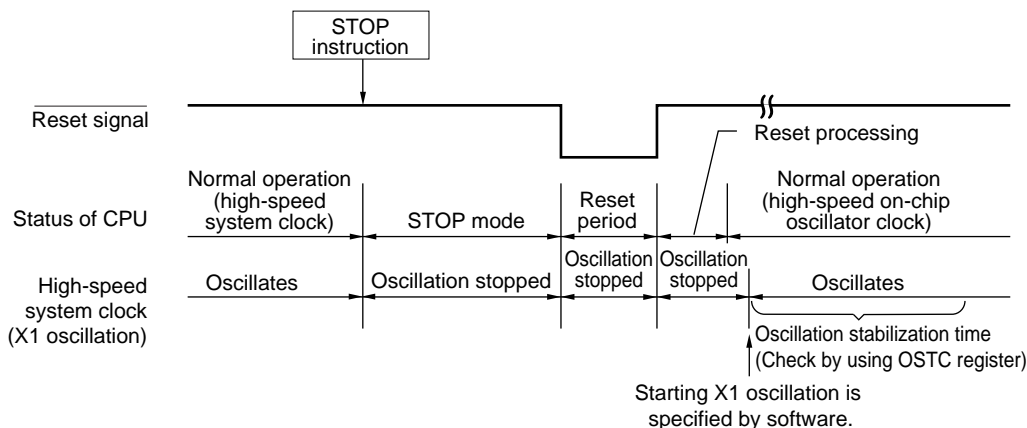 STOP
instruction
Reset signal
Reset processing
Normal operation
(high-speed
system clock)
Reset
period
Normal operation
(high-speed on-chip
oscillator clock)
Status of CPU
STOP mode
High-speed
system clock
(X1 oscillation)
Oscillates
Oscillation stopped
Oscillation
stopped
Oscillation
stopped
Oscillates
Oscillation stabilization time
(Check by using OSTC register)
Starting X1 oscillation is
specified by software.